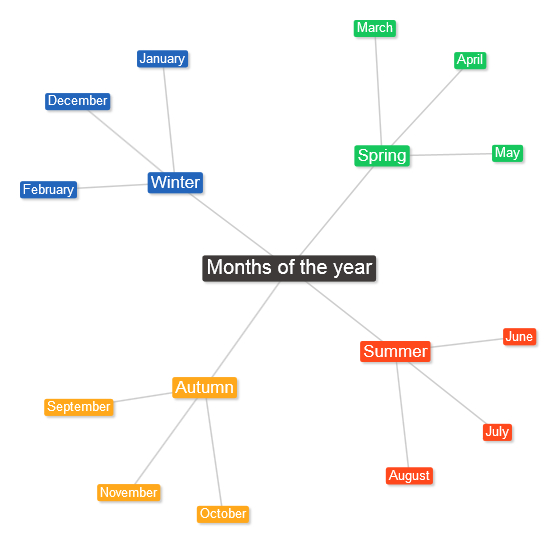 March
January
April
December
May
Spring
Winter
February
Months of the year
June
Summer
Autumn
September
July
August
November
October